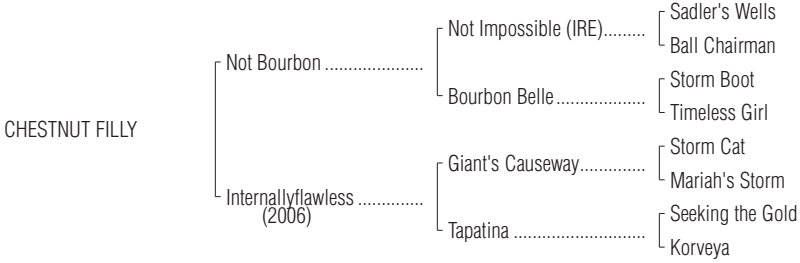 Sadler's Wells
Not Impossible (IRE).........
Ball Chairman
Not Bourbon .....................
Storm Boot
Bourbon Belle...................
Timeless Girl
CHESTNUT FILLY
Storm Cat
Giant's Causeway..............
Mariah's Storm
Internallyflawless ..............
(2006)
Seeking the Gold
Tapatina ............................
Korveya